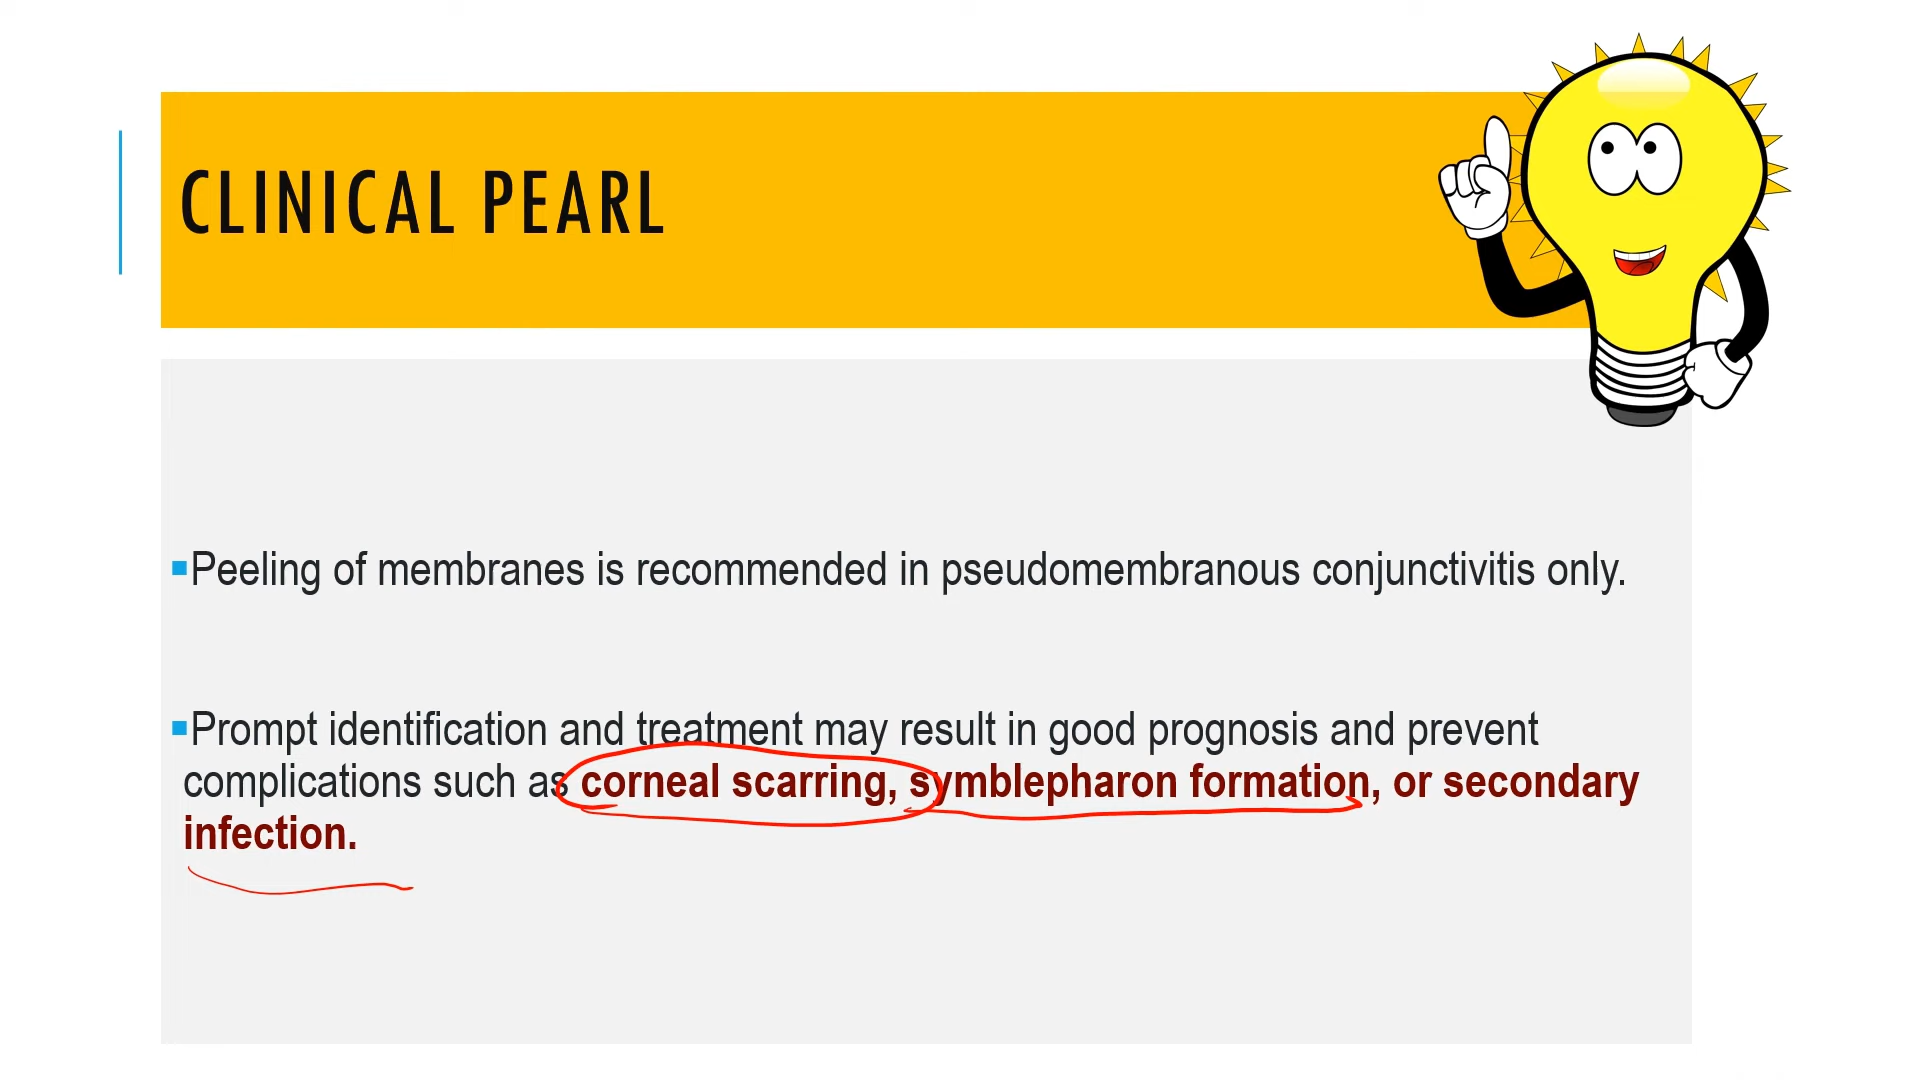 CLINICAL PEARL
▪Peeling of membranes is recommended in pseudomembranous conjunctivitis only.
▪Prompt identification and treatment may result in good prognosis and prevent
complications such as corneal scarring, symblepharon formation, or secondary
infection.